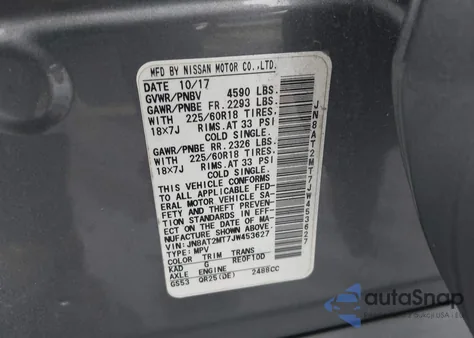 MFD BY NISSAN MOTOR CO.,LTD.
DATE 10/17
GVWR/PNBV 4590 LBS.
GAWR/PNBE FR. 2293 LBS.
WITH 225/60R18 TIRES.
18X7J RIMS.AT 33 PSI
COLD SINGLE.
GAWR/PNBE RR. 2326 LBS.
WITH 225/60R18 TIRES.
18X7J RIMS.AT 33 PSI
COLD SINGLE.
THIS VEHICLE CONFORMS
TO ALL APPLICABLE FED-
ERAL MOTOR VEHICLE SA-
FETY AND THEFT PREVEN-
TION STANDARDS IN EFFECT
ON THE DATE OF MA-
NUFACTURE SHOWN ABOVE.
VIN:JN8AT2MT7JW453627
TYPE:MPV
COLOR TRIM TRANS
KAD G RE0F10D
AXLE ENGINE
G553 QR25(DE) 2488CC
JN8AT2MT7JW453627
autoSnap